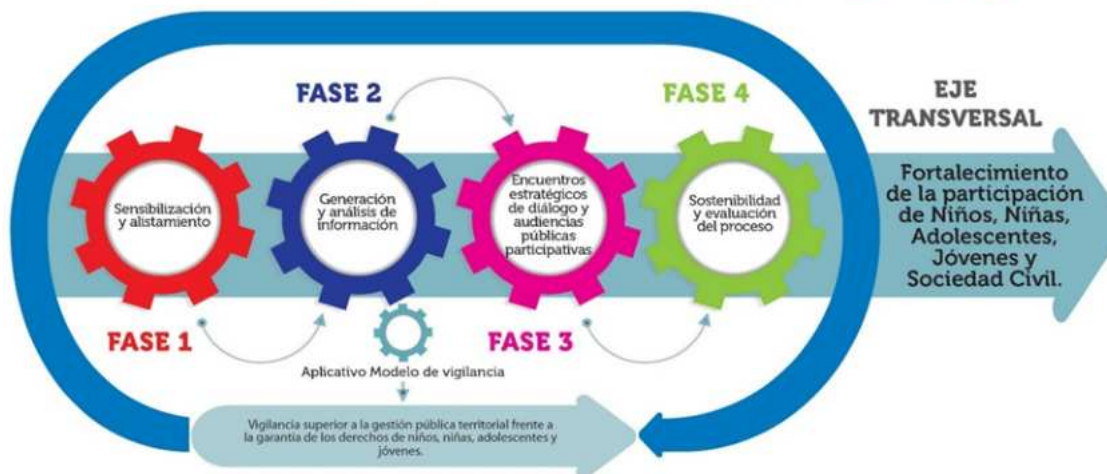 FASE 1
Sensibilización
y alistamiento
FASE 2
Generación
y análisis de
información
Encuentros
estratégicos
de diálogo y
audiencias
públicas
participativas
FASE 3
FASE 4
Sostenibilidad
y evaluación
del proceso
EJE
TRANSVERSAL
Fortalecimiento
de la participación
de Niños, Niñas,
Adolescentes,
Jóvenes y
Sociedad Civil.
Aplicativo Modelo de vigilancia
Vigilancia superior a la gestión pública territorial frente a
la garantía de los derechos de niños, niñas, adolescentes y
jóvenes.